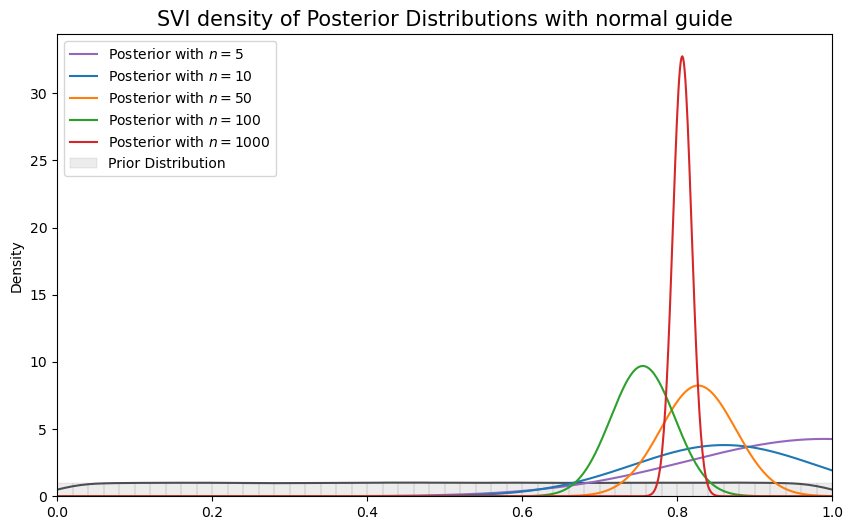 SVI density of Posterior Distributions with normal guide
Posterior with n = 5
Posterior with n = 10
Posterior with n = 50
Posterior with n = 100
Posterior with n = 1000
Prior Distribution
Density
30
25
20
15
10
5
0
0.0 0.2 0.4 0.6 0.8 1.0